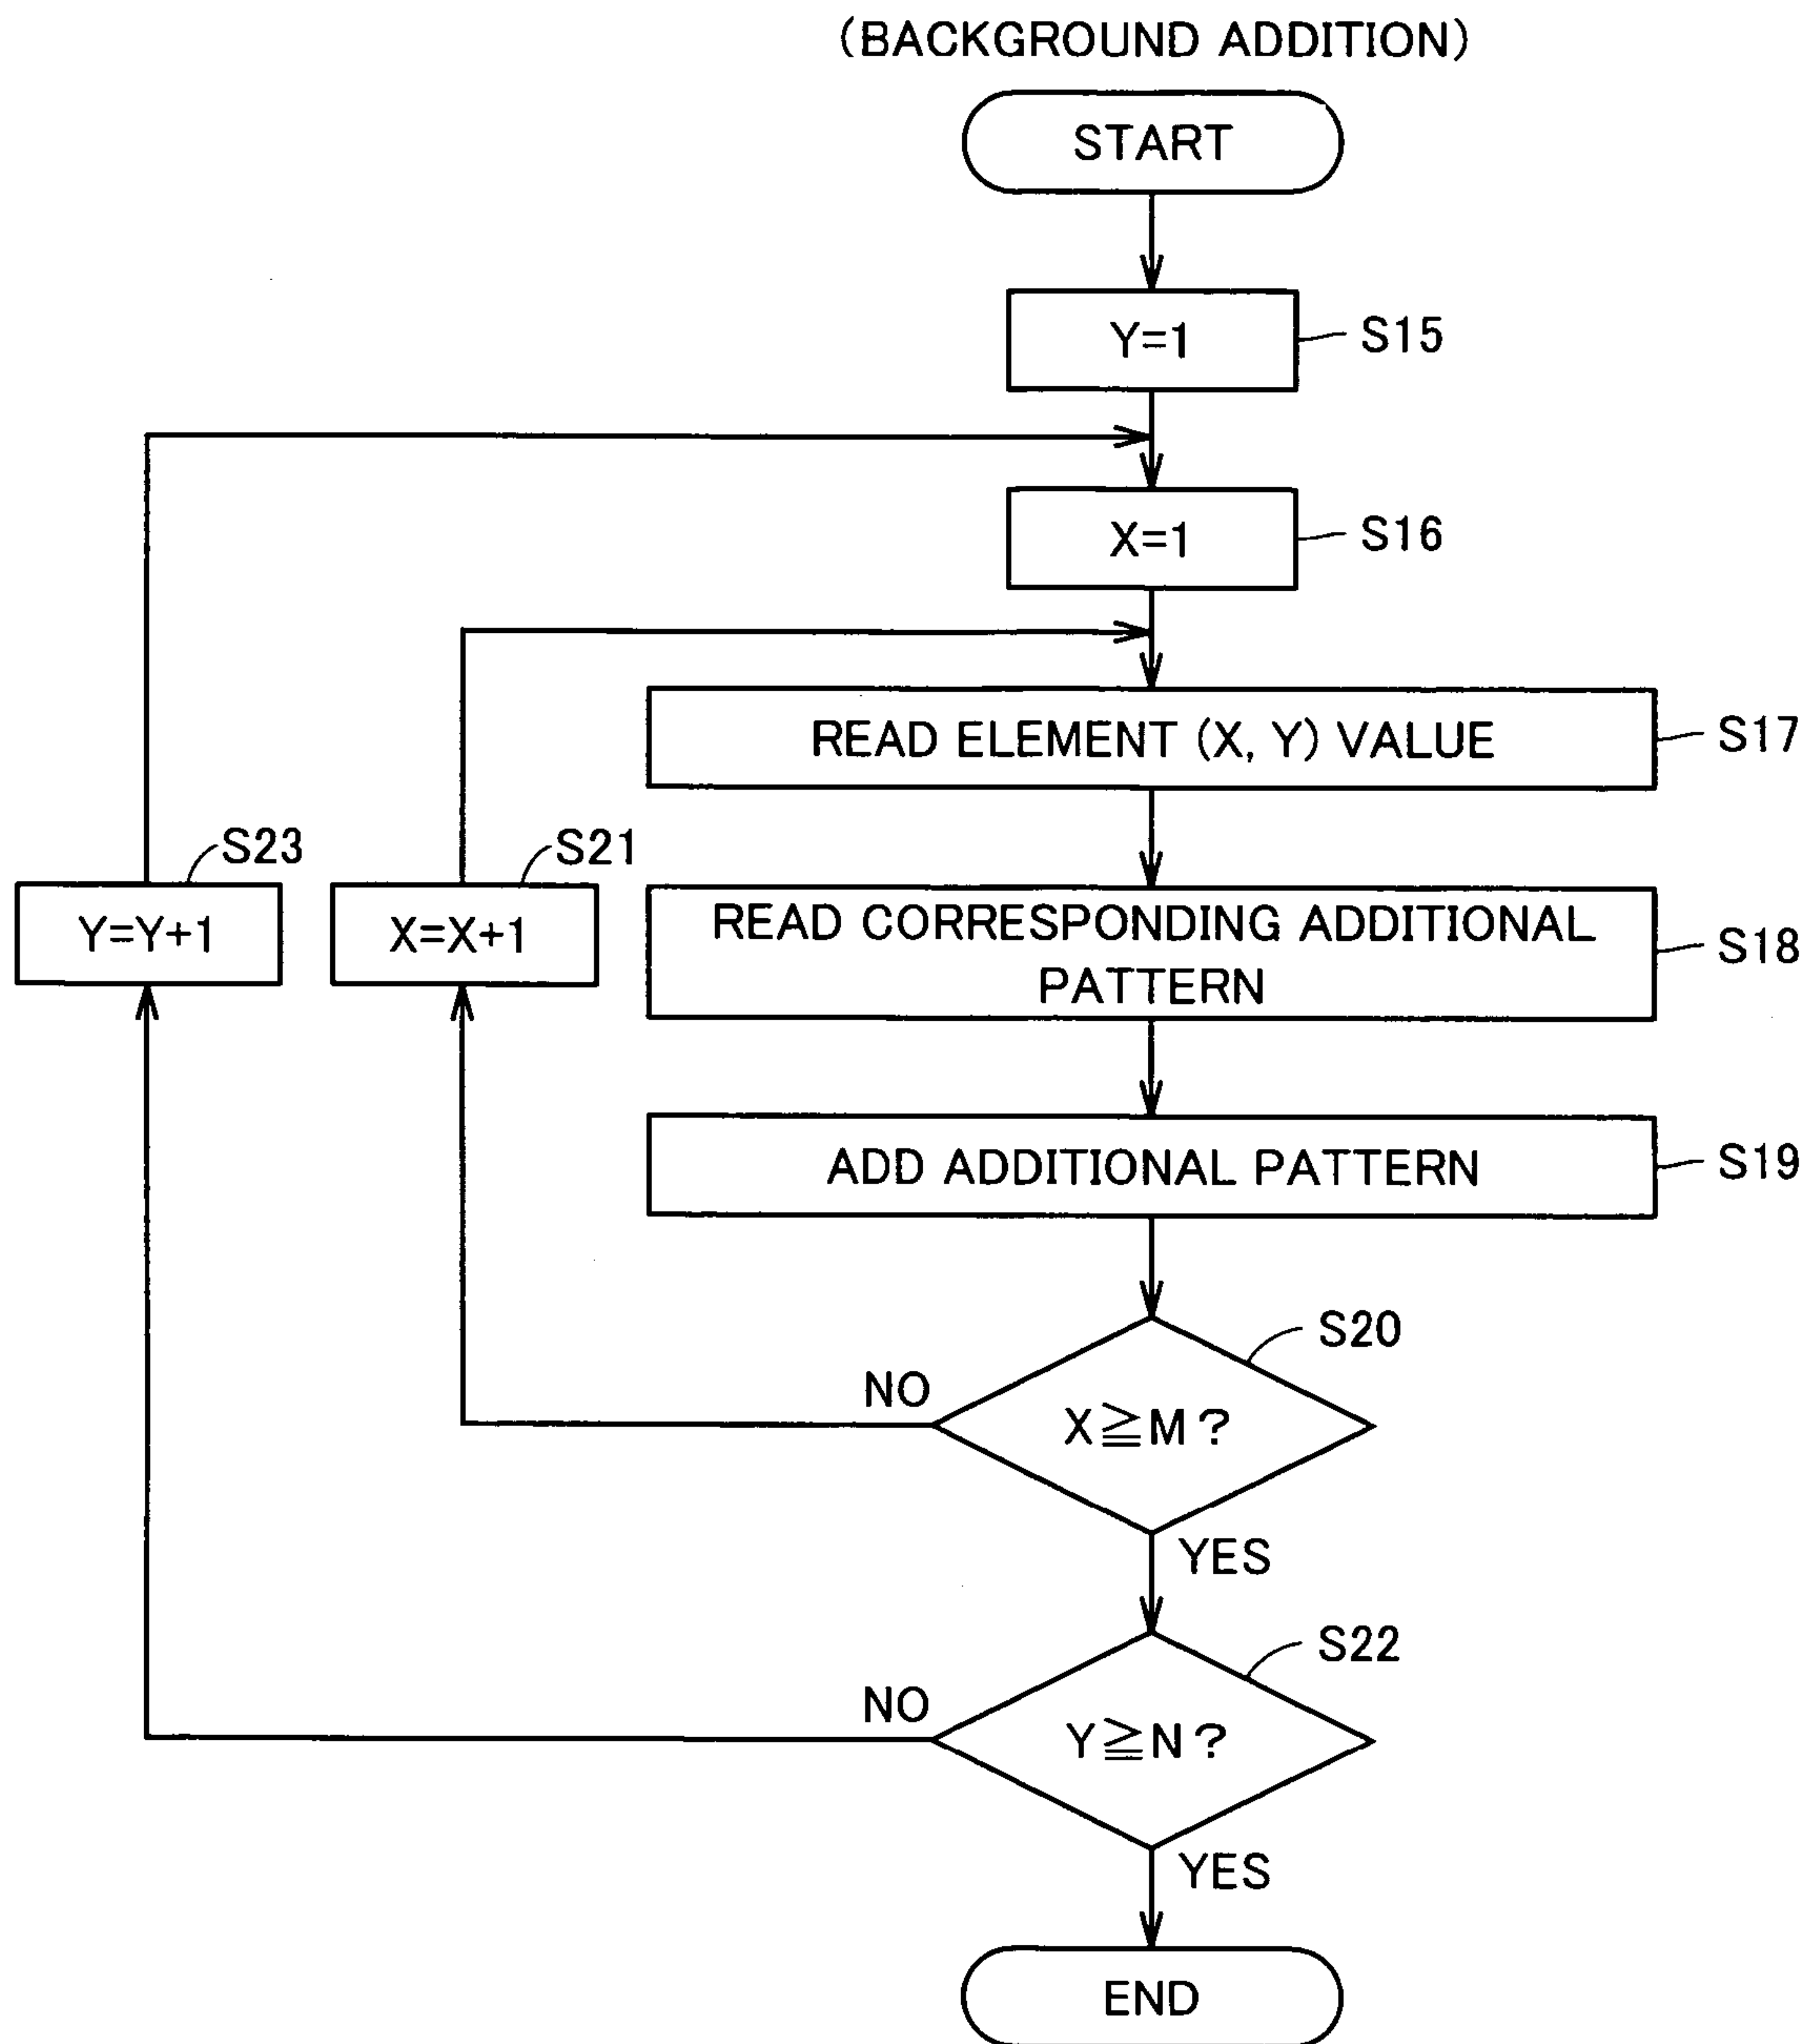 (BACKGROUND ADDITION)
START
Y=1
S15
X=1
S16
READ ELEMENT (X, Y) VALUE
S17
S23
S21
Y=Y+1
X=X+1
READ CORRESPONDING ADDITIONAL
PATTERN
S18
ADD ADDITIONAL PATTERN
S19
S20
NO
X≧M?
YES
S22
NO
Y≧N?
YES
END